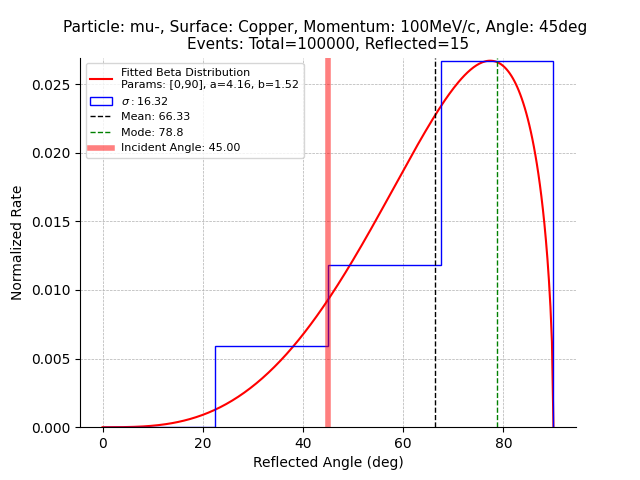 Particle: mu-, Surface: Copper, Momentum: 100MeV/c, Angle: 45deg
Events: Total=100000, Reflected=15
Fitted Beta Distribution
Params: [0,90], a=4.16, b=1.52
σ: 16.32
Mean: 66.33
Mode: 78.8
Incident Angle: 45.00
Normalized Rate
0.025
0.020
0.015
0.010
0.005
0.000
0
20
40
60
80
Reflected Angle (deg)